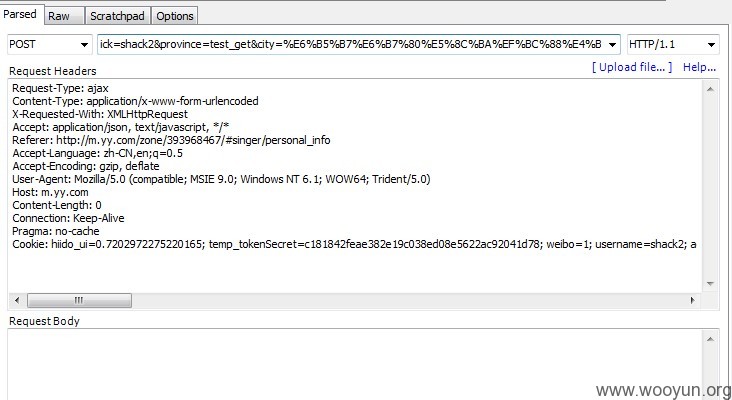 Parsed Raw Scratchpad Options
POST ick=shack2&province=test_get&city=%E6%B5%B7%E6%B7%80%E5%8C%BA%EF%BC%88%E4%B HTTP/1.1
Request Headers [ Upload file... ] Help...
Request-Type: ajax
Content-Type: application/x-www-form-urlencoded
X-Requested-With: XMLHttpRequest
Accept: application/json, text/javascript, */*
Referer: http://m.yy.com/zone/393968467/#singer/personal_info
Accept-Language: zh-CN,en;q=0.5
Accept-Encoding: gzip, deflate
User-Agent: Mozilla/5.0 (compatible; MSIE 9.0; Windows NT 6.1; WOW64; Trident/5.0)
Host: m.yy.com
Content-Length: 0
Connection: Keep-Alive
Pragma: no-cache
Cookie: hiido_ui=0.7202972275220165; temp_tokenSecret=c181842feae382e19c038ed08e5622ac92041d78; weibo=1; username=shack2; a
Request Body
www.wooyun.org